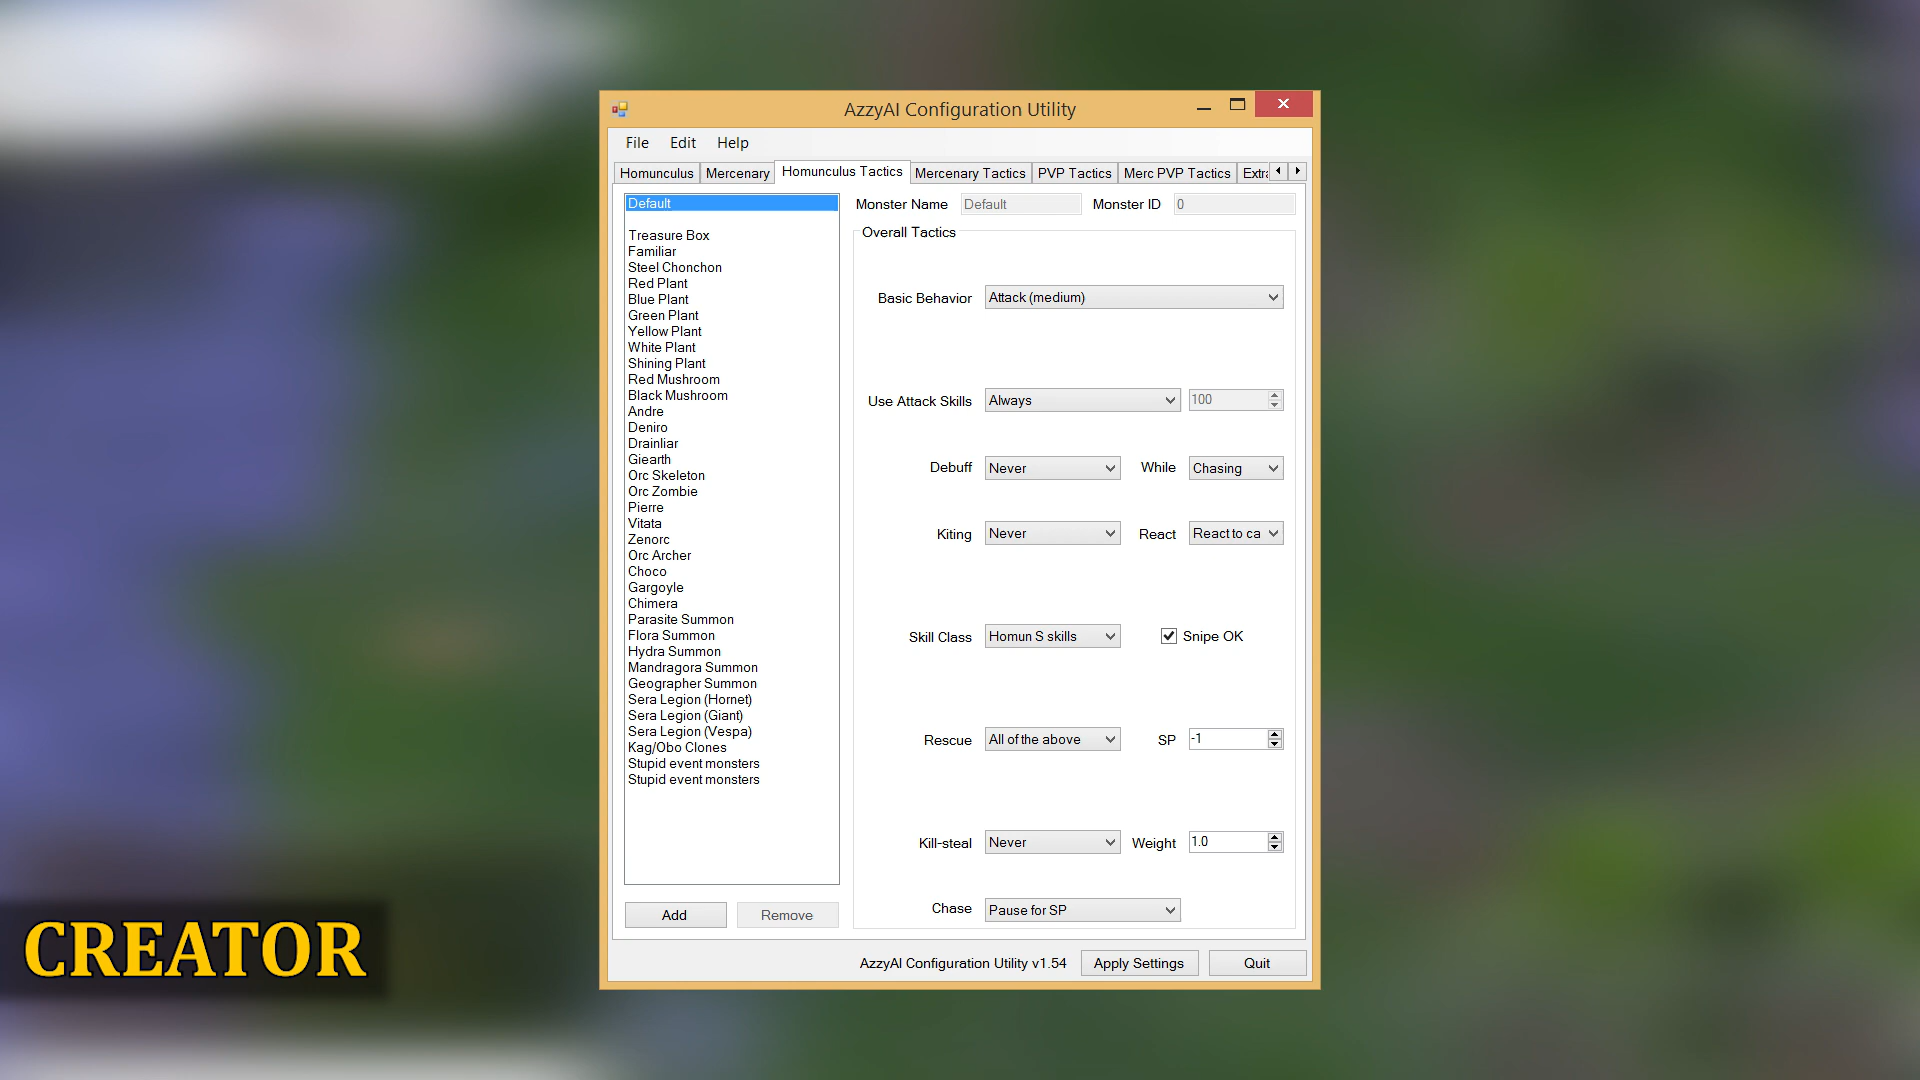 AzzyAI Configuration Utility
File Edit Help
Homunculus Mercenary Homunculus Tactics Mercenary Tactics PVP Tactics Merc PVP Tactics Extra
Default
Treasure Box
Familiar
Steel Chonchon
Red Plant
Blue Plant
Green Plant
Yellow Plant
White Plant
Shining Plant
Red Mushroom
Black Mushroom
Andre
Deniro
Drainliar
Giearth
Orc Skeleton
Orc Zombie
Pierre
Vitata
Zenorc
Orc Archer
Choco
Gargoyle
Chimera
Parasite Summon
Flora Summon
Hydra Summon
Mandragora Summon
Geographer Summon
Sera Legion (Hornet)
Sera Legion (Giant)
Sera Legion (Vespa)
Kag/Obo Clones
Stupid event monsters
Stupid event monsters
Add Remove
Monster Name Default Monster ID 0
Overall Tactics
Basic Behavior Attack (medium)
Use Attack Skills Always 100
Debuff Never While Chasing
Kiting Never React React to ca
Skill Class Homun S skills Snipe OK
Rescue All of the above SP -1
Kill-steal Never Weight 1.0
Chase Pause for SP
AzzyAI Configuration Utility v1.54 Apply Settings Quit
CREATOR